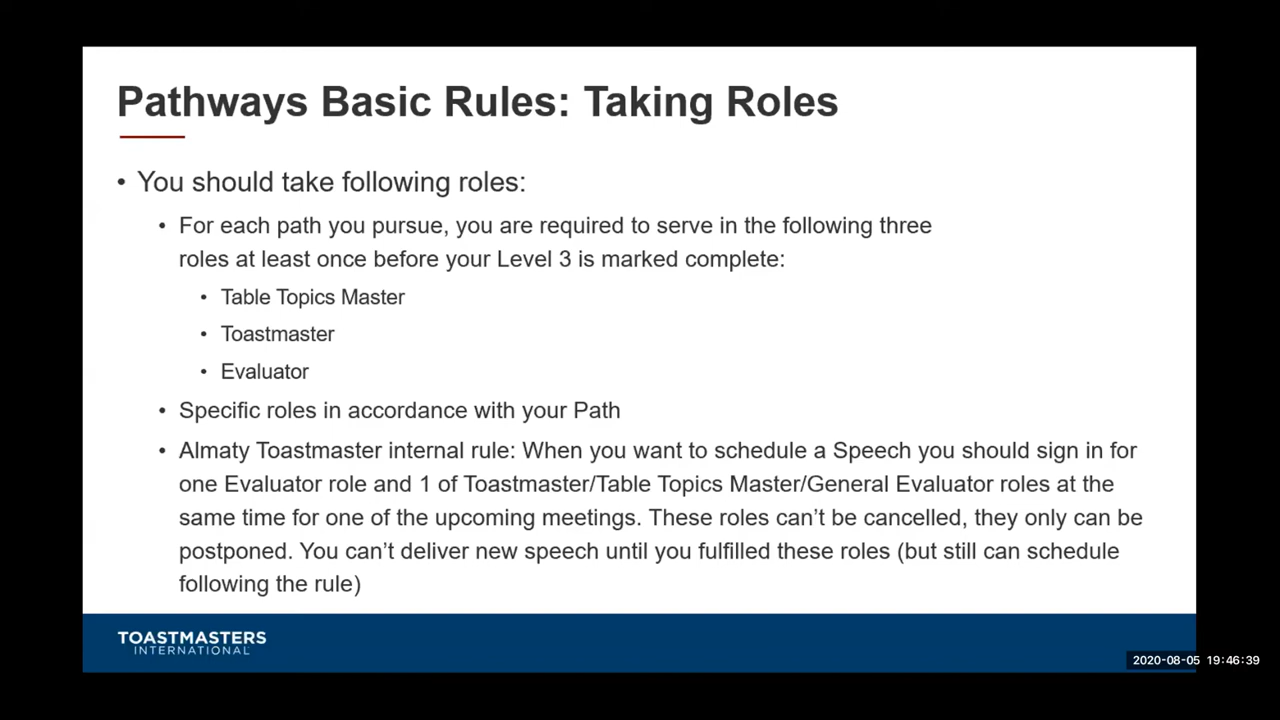 Pathways Basic Rules: Taking Roles
• You should take following roles:
• For each path you pursue, you are required to serve in the following three
roles at least once before your Level 3 is marked complete:
• Table Topics Master
• Toastmaster
• Evaluator
• Specific roles in accordance with your Path
• Almaty Toastmaster internal rule: When you want to schedule a Speech you should sign in for
one Evaluator role and 1 of Toastmaster/Table Topics Master/General Evaluator roles at the
same time for one of the upcoming meetings. These roles can’t be cancelled, they only can be
postponed. You can’t deliver new speech until you fulfilled these roles (but still can schedule
following the rule)
TOASTMASTERS
INTERNATIONAL
2020-08-05 19:46:39